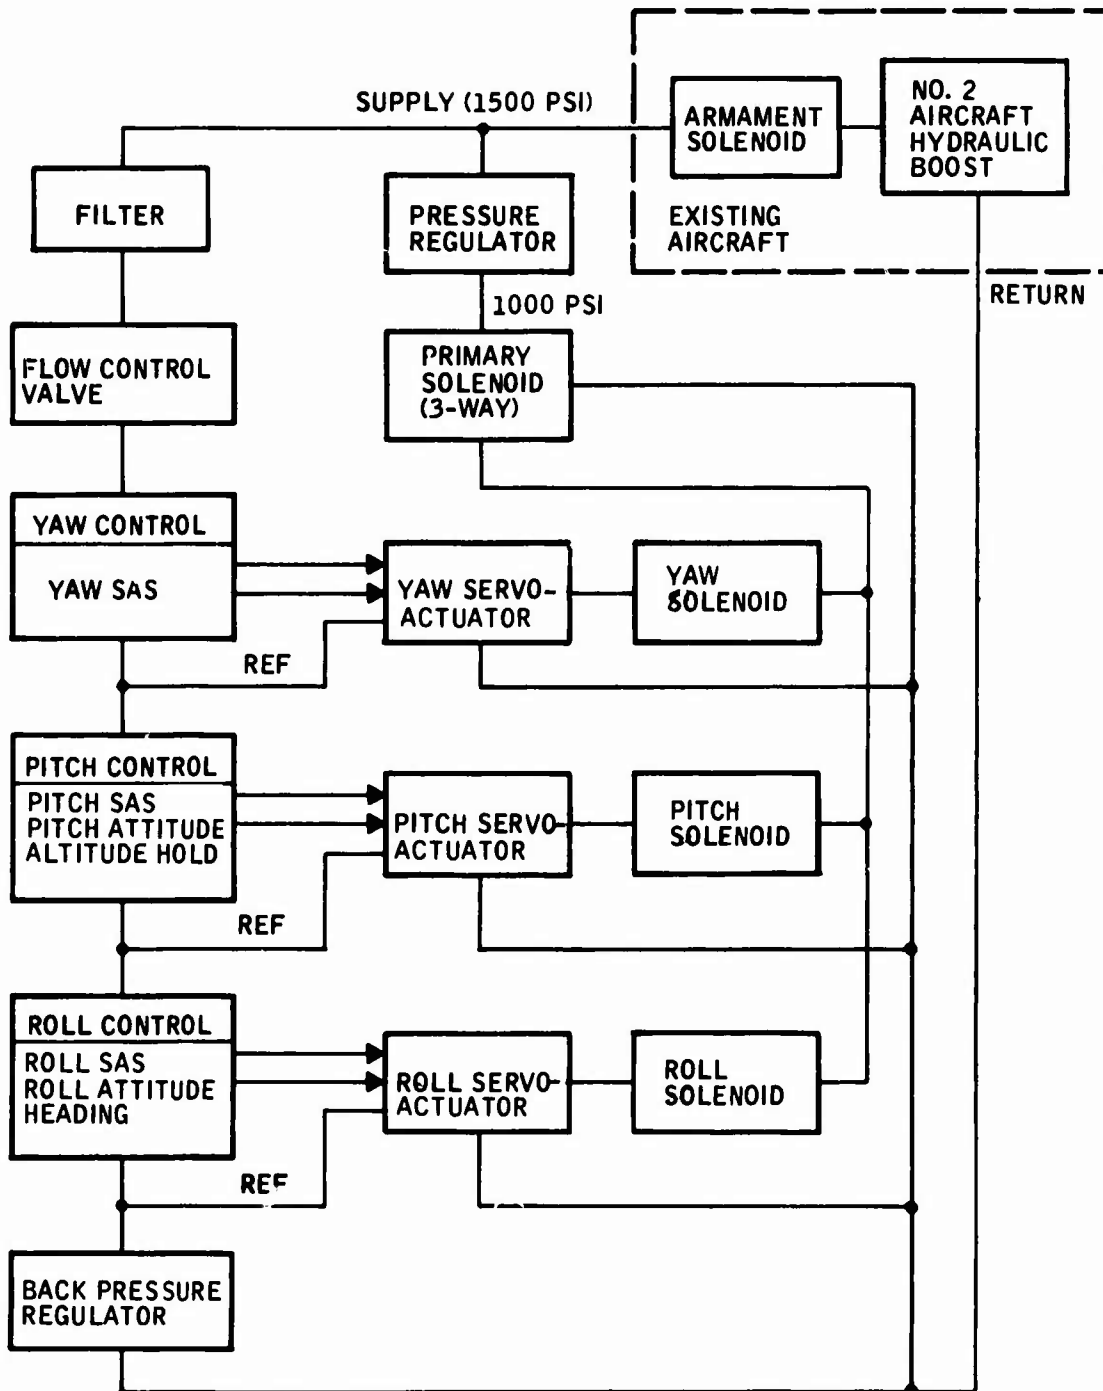 SUPPLY (1500 PSI)
ARMAMENT
SOLENOID
NO. 2
AIRCRAFT
HYDRAULIC
BOOST
FILTER
PRESSURE
REGULATOR
EXISTING
AIRCRAFT
1000 PSI
RETURN
FLOW CONTROL
VALVE
PRIMARY
SOLENOID
(3-WAY)
YAW CONTROL
YAW SAS
YAW SERVO-
ACTUATOR
YAW
SOLENOID
REF
PITCH CONTROL
PITCH SAS
PITCH ATTITUDE
ALTITUDE HOLD
PITCH SERVO-
ACTUATOR
PITCH
SOLENOID
REF
ROLL CONTROL
ROLL SAS
ROLL ATTITUDE
HEADING
ROLL SERVO-
ACTUATOR
ROLL
SOLENOID
REF
BACK PRESSURE
REGULATOR